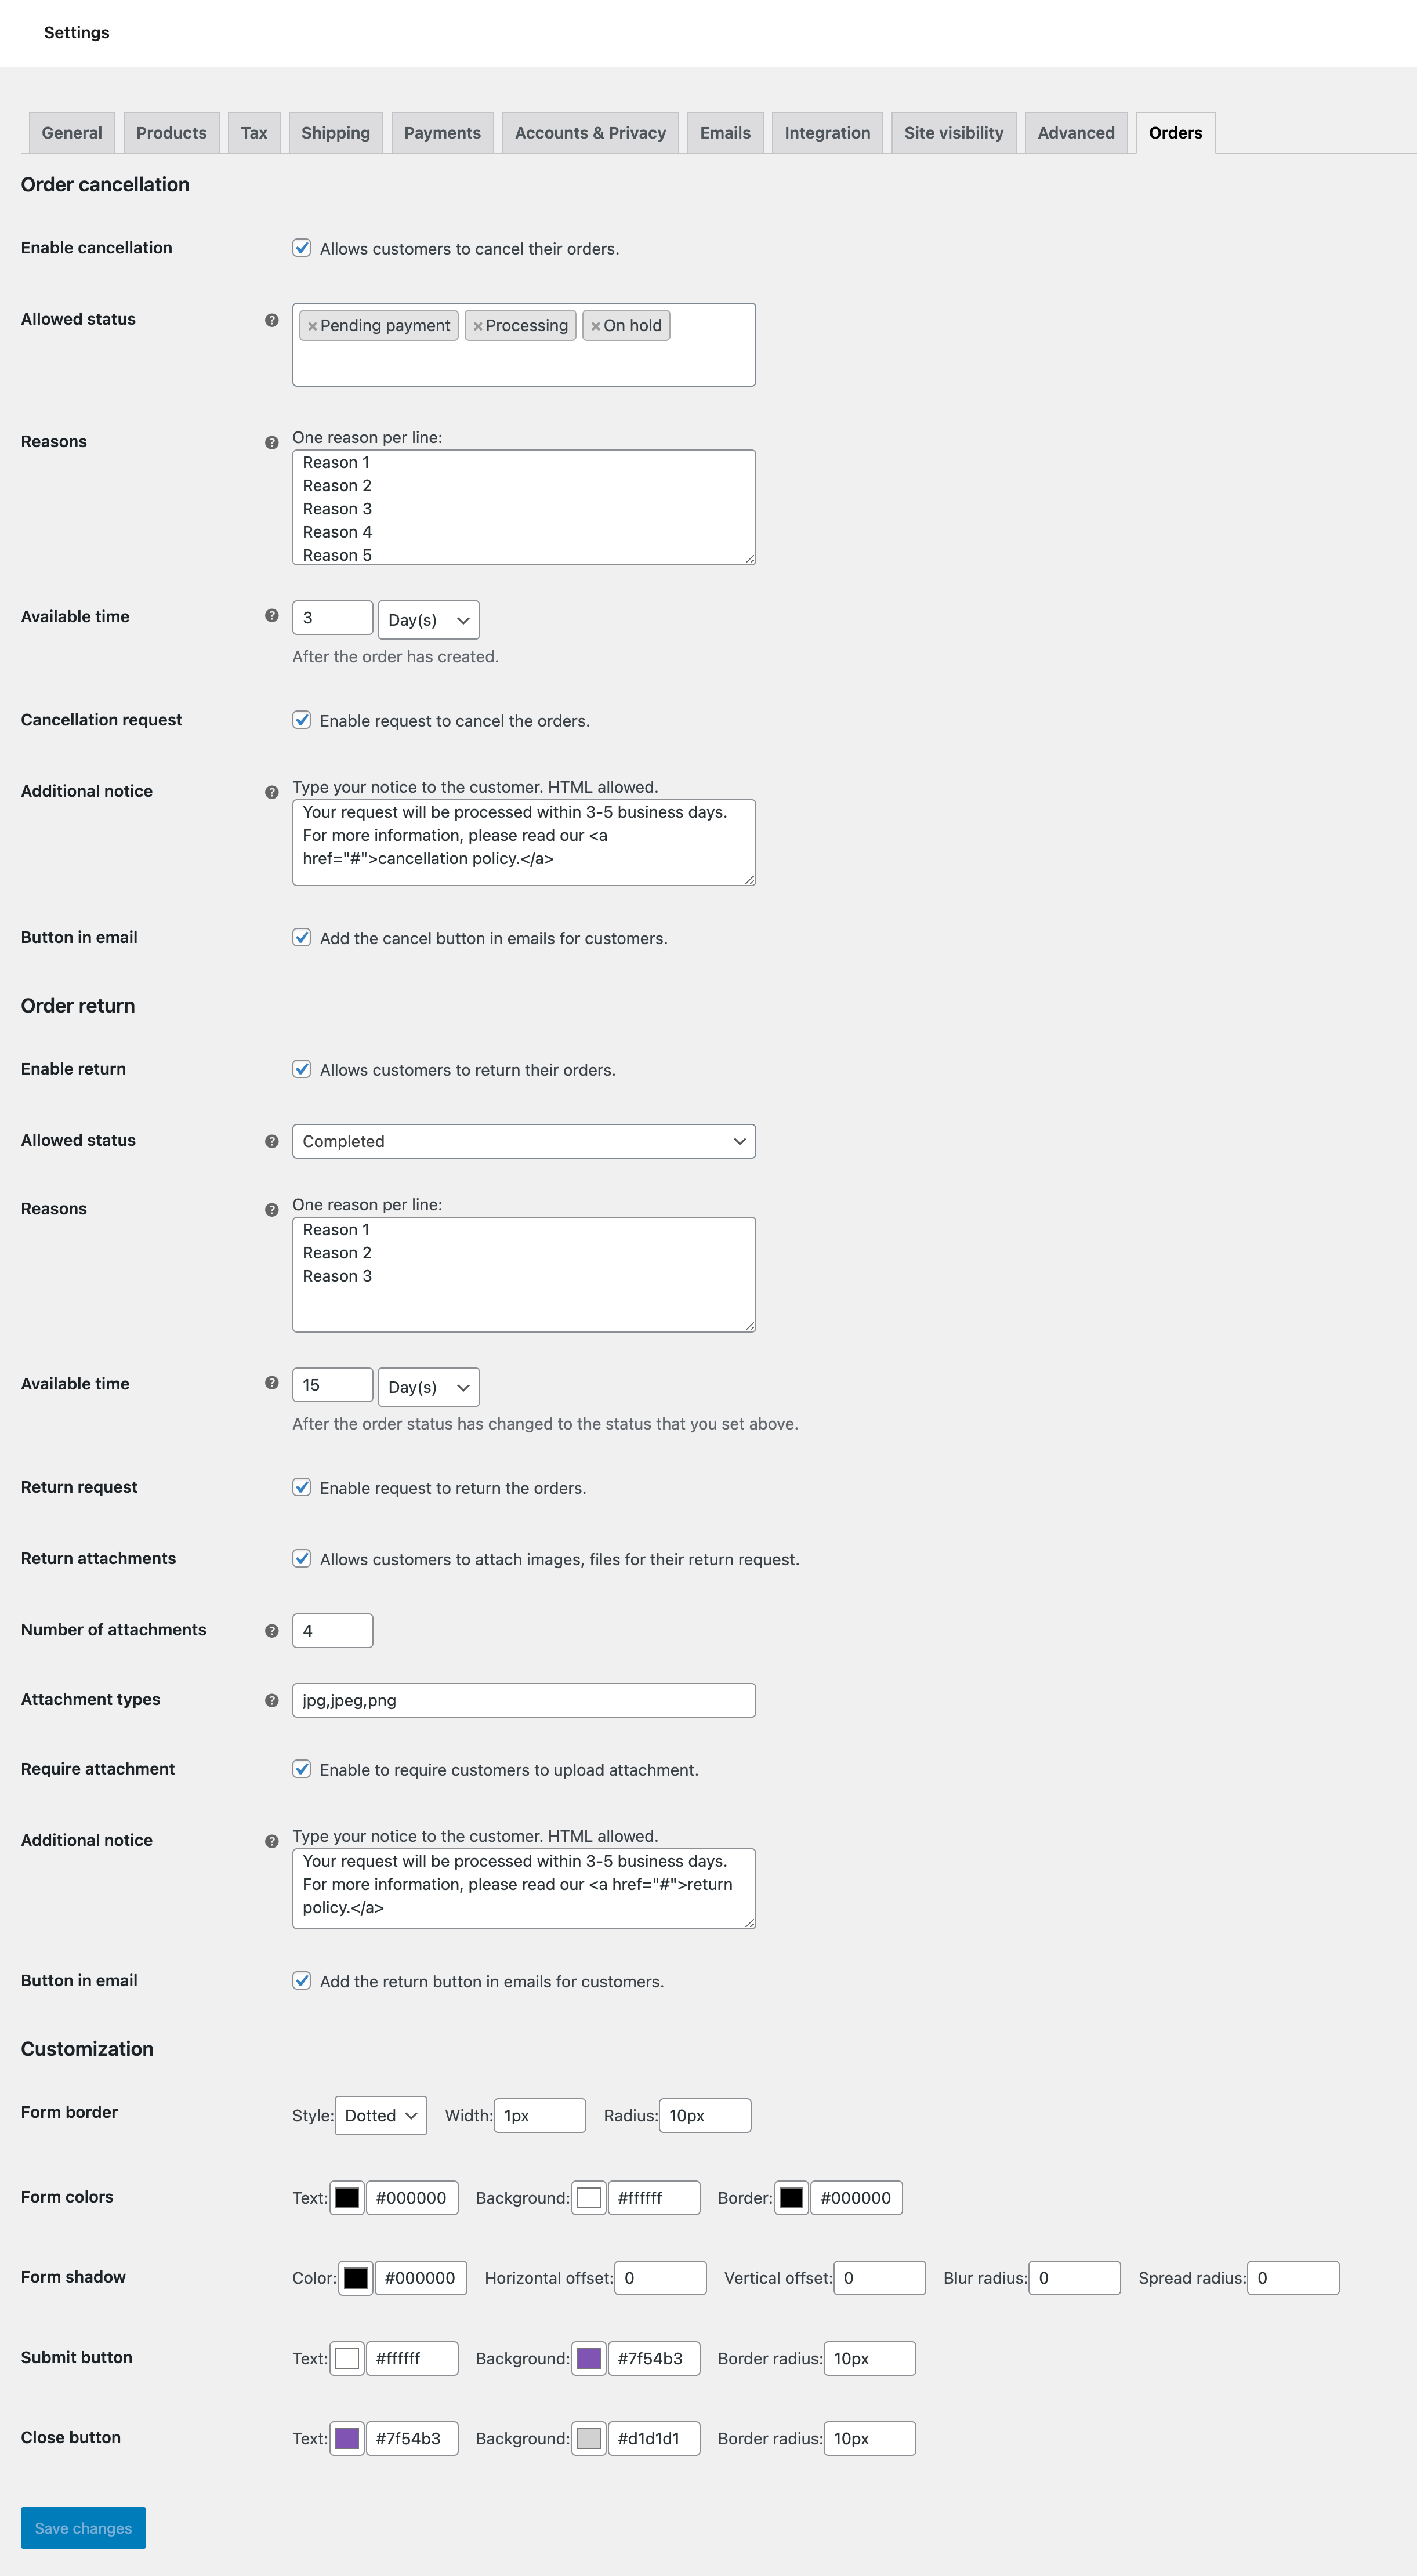 Settings
General Products Tax Shipping Payments Accounts & Privacy Emails Integration Site visibility Advanced Orders
Order cancellation
Enable cancellation Allows customers to cancel their orders.
Allowed status ? ×Pending payment ×Processing ×On hold
Reasons ? One reason per line:
Reason 1
Reason 2
Reason 3
Reason 4
Reason 5
Available time ? 3 Day(s)
After the order has created.
Cancellation request Enable request to cancel the orders.
Additional notice ? Type your notice to the customer. HTML allowed.
Your request will be processed within 3-5 business days.
For more information, please read our <a
href="#">cancellation policy.</a>
Button in email Add the cancel button in emails for customers.
Order return
Enable return Allows customers to return their orders.
Allowed status ? Completed
Reasons ? One reason per line:
Reason 1
Reason 2
Reason 3
Available time ? 15 Day(s)
After the order status has changed to the status that you set above.
Return request Enable request to return the orders.
Return attachments Allows customers to attach images, files for their return request.
Number of attachments ? 4
Attachment types ? jpg,jpeg,png
Require attachment Enable to require customers to upload attachment.
Additional notice ? Type your notice to the customer. HTML allowed.
Your request will be processed within 3-5 business days.
For more information, please read our <a href="#">return
policy.</a>
Button in email Add the return button in emails for customers.
Customization
Form border Style: Dotted Width: 1px Radius: 10px
Form colors Text: #000000 Background: #ffffff Border: #000000
Form shadow Color: #000000 Horizontal offset: 0 Vertical offset: 0 Blur radius: 0 Spread radius: 0
Submit button Text: #ffffff Background: #7f54b3 Border radius: 10px
Close button Text: #7f54b3 Background: #d1d1d1 Border radius: 10px
Save changes